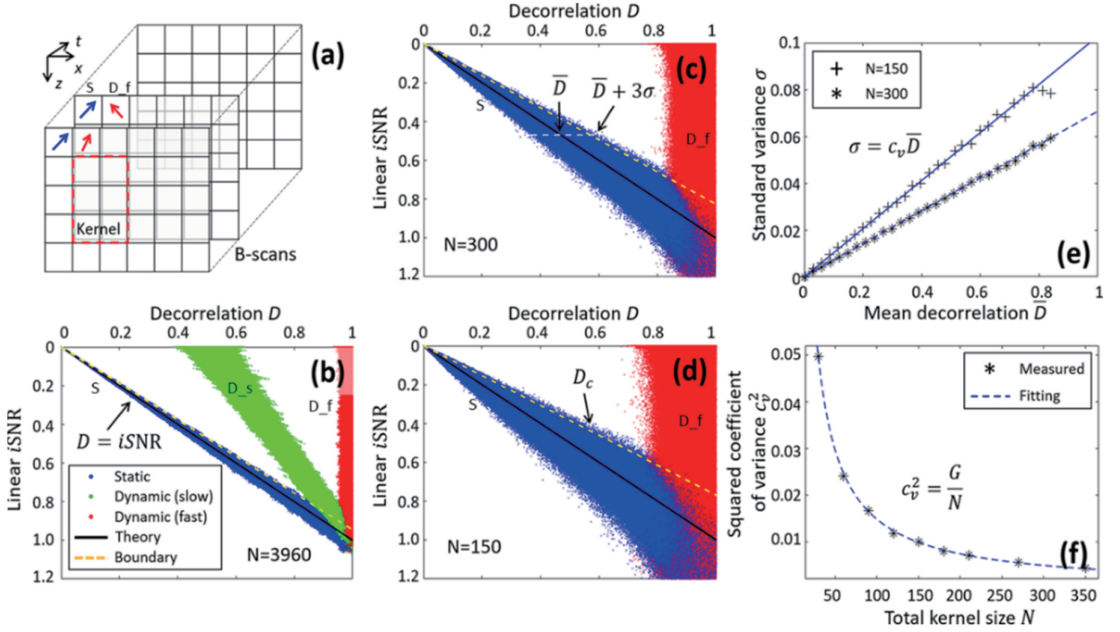 (a)
t
x
z
S
D_f
Kernel
B-scans
Decorrelation D
0
0.2
0.4
0.6
0.8
1
Linear iSNR
0
0.2
0.4
0.6
0.8
1.0
1.2
(b)
S
D_s
D_f
D = iSNR
Static
Dynamic (slow)
Dynamic (fast)
Theory
Boundary
N=3960
Decorrelation D
0
0.2
0.4
0.6
0.8
1
Linear iSNR
0
0.2
0.4
0.6
0.8
1.0
1.2
(c)
S
D̅
D̅ + 3σ
D_f
N=300
Decorrelation D
0
0.2
0.4
0.6
0.8
1
Linear iSNR
0
0.2
0.4
0.6
0.8
1.0
1.2
(d)
S
D_c
D_f
N=150
Standard variance σ
0.1
0.08
0.06
0.04
0.02
0
N=150
N=300
σ = c_v D̅
(e)
0
0.2
0.4
0.6
0.8
1
Mean decorrelation D̅
Squared coefficient
of variance c_v^2
0.05
0.04
0.03
0.02
0.01
Measured
Fitting
c_v^2 = G/N
(f)
50
100
150
200
250
300
350
Total kernel size N